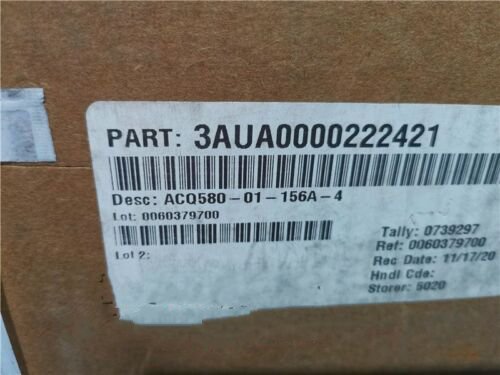 PART: 3AUA0000222421
Desc: ACQ580-01-156A-4
Lot: 0060379700
Lot 2:
Tally: 0739297
Ref: 0060379700
Rec Date: 11/17/20
Hndl Cde:
Storer: 5020